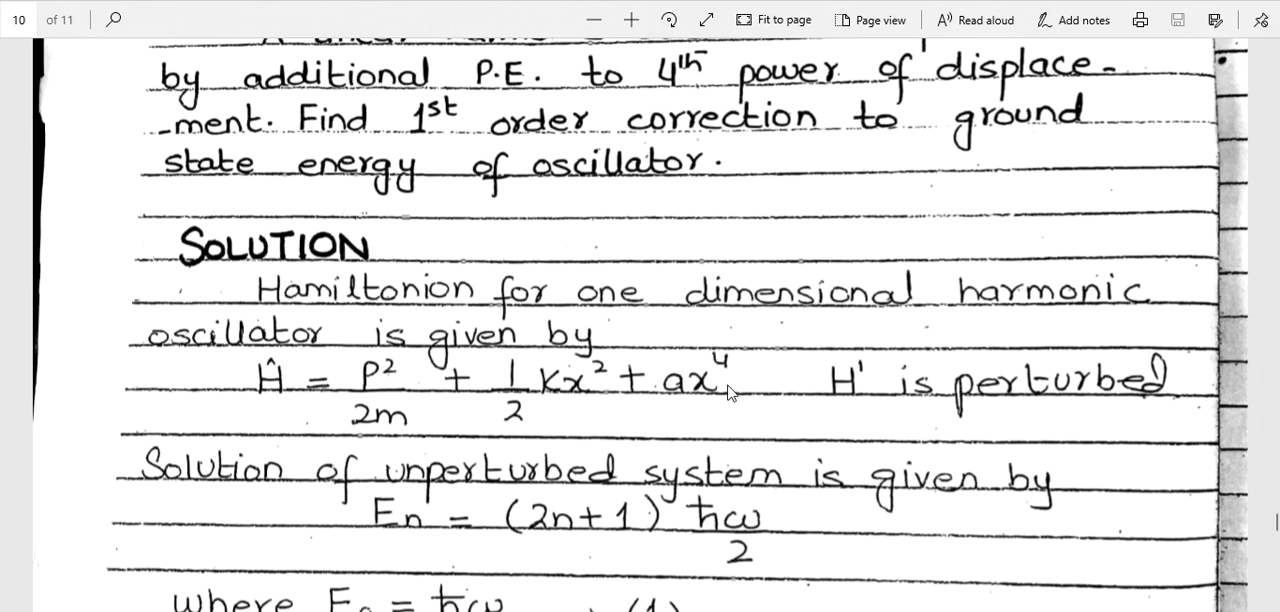 10 of 11 Fit to page Page view Read aloud Add notes
by additional P.E. to 4th power of displace-
-ment. Find 1st order correction to ground
state energy of oscillator.
SOLUTION
Hamiltonion for one dimensional harmonic
oscillator is given by
Ĥ = P²/2m + 1/2 Kx² + ax⁴ H' is perturbed
Solution of unperturbed system is given by
En = (2n+1) ħω/2
where = ħω (1)